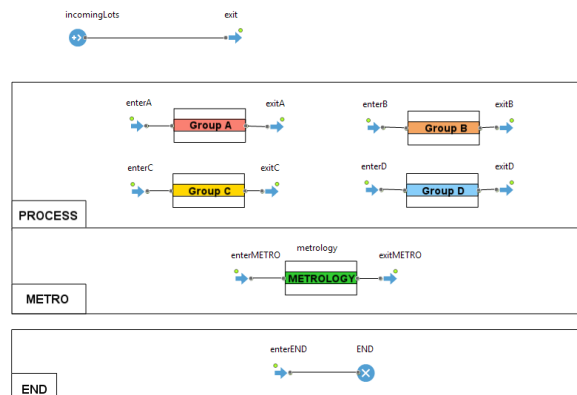 incomingLots exit
enterA exitA enterB exitB
Group A Group B
enterC exitC enterD exitD
Group C Group D
PROCESS
metrology
enterMETRO exitMETRO
METROLOGY
METRO
enterEND END
END